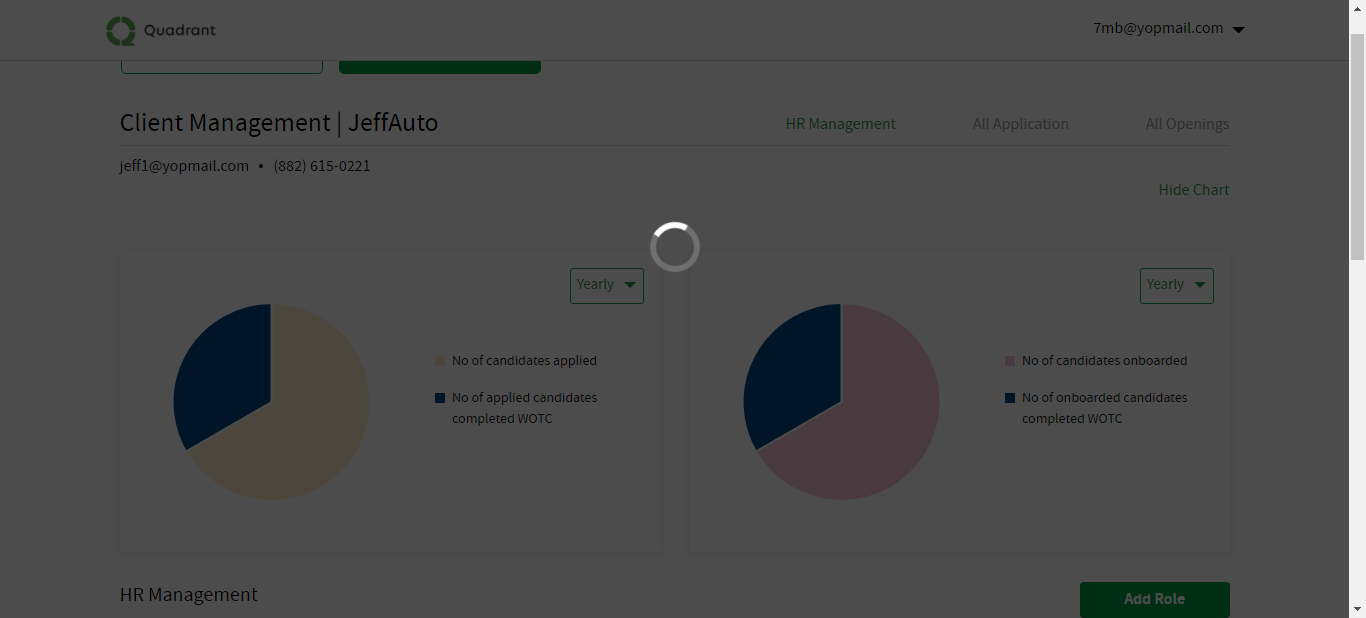 Quadrant
7mb@yopmail.com
Client Management | JeffAuto
HR Management
All Application
All Openings
jeff1@yopmail.com • (882) 615-0221
Hide Chart
Yearly
No of candidates applied
No of applied candidates
completed WOTC
Yearly
No of candidates onboarded
No of onboarded candidates
completed WOTC
HR Management
Add Role